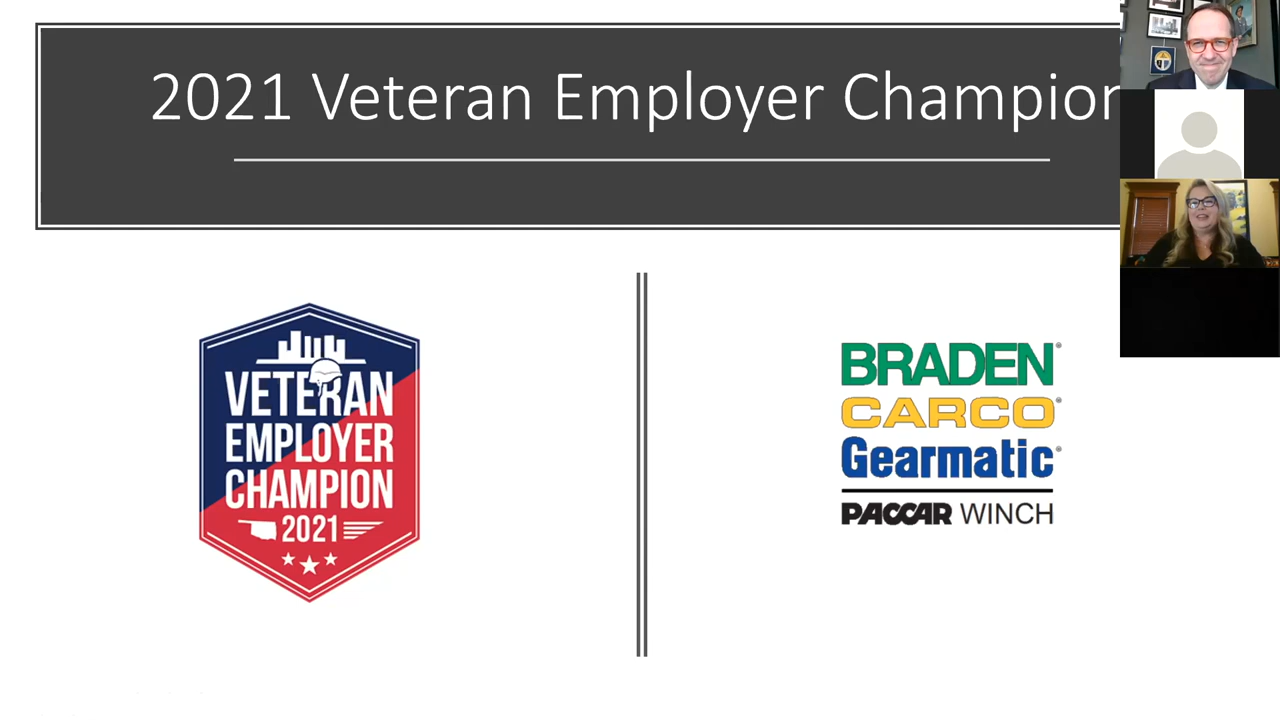 2021 Veteran Employer Champion
VETERAN
EMPLOYER
CHAMPION
2021
BRADEN®
CARCO®
Gearmatic®
PACCAR WINCH